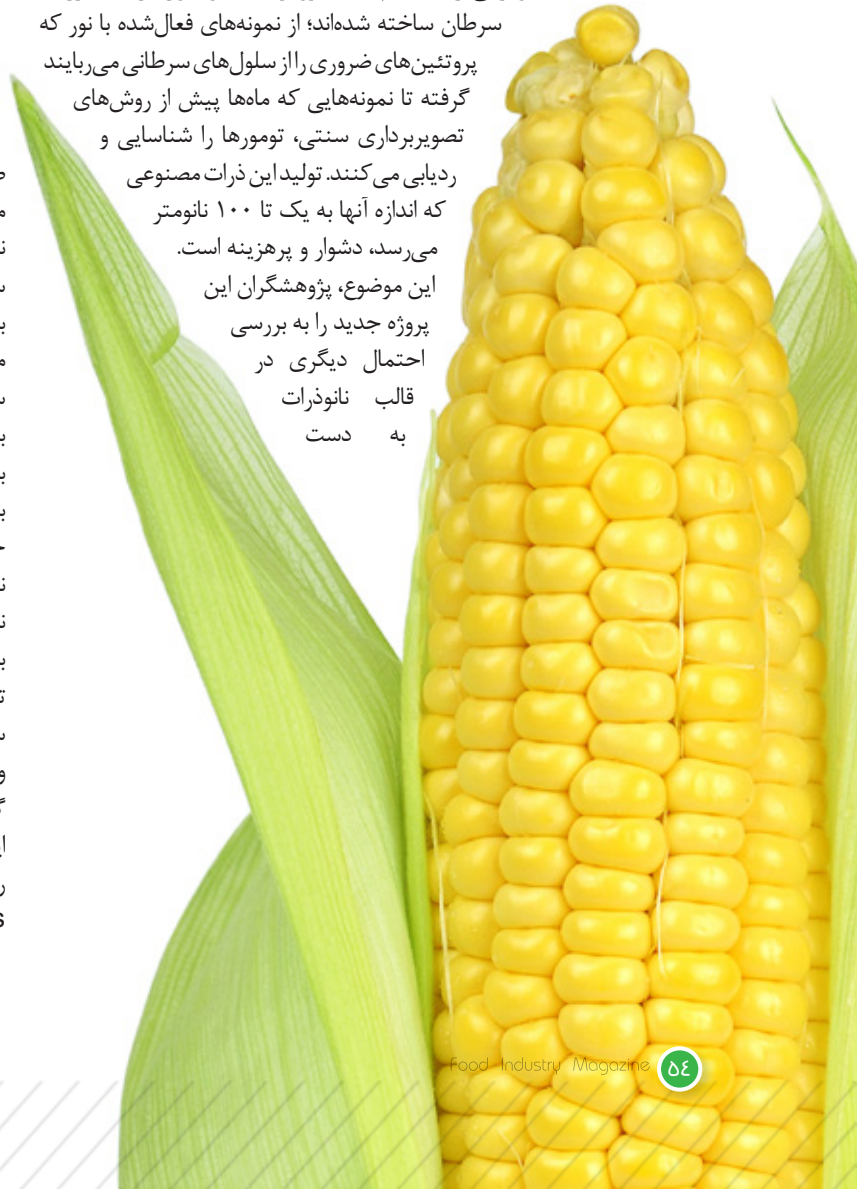 سرطان ساخته شده‌اند؛ از نمونه‌های فعال‌شده با نور که
پروتئین‌های ضروری را از سلول‌های سرطانی می‌ربایند
گرفته تا نمونه‌هایی که ماه‌ها پیش از روش‌های
تصویربرداری سنتی، تومورها را شناسایی و
ردیابی می‌کنند. تولید این ذرات مصنوعی
که اندازه آنها به یک تا ۱۰۰ نانومتر
می‌رسد، دشوار و پرهزینه است.
این موضوع، پژوهشگران این
پروژه جدید را به بررسی
احتمال دیگری در
قالب نانوذرات
به دست
Food Industry Magazine ۵۴